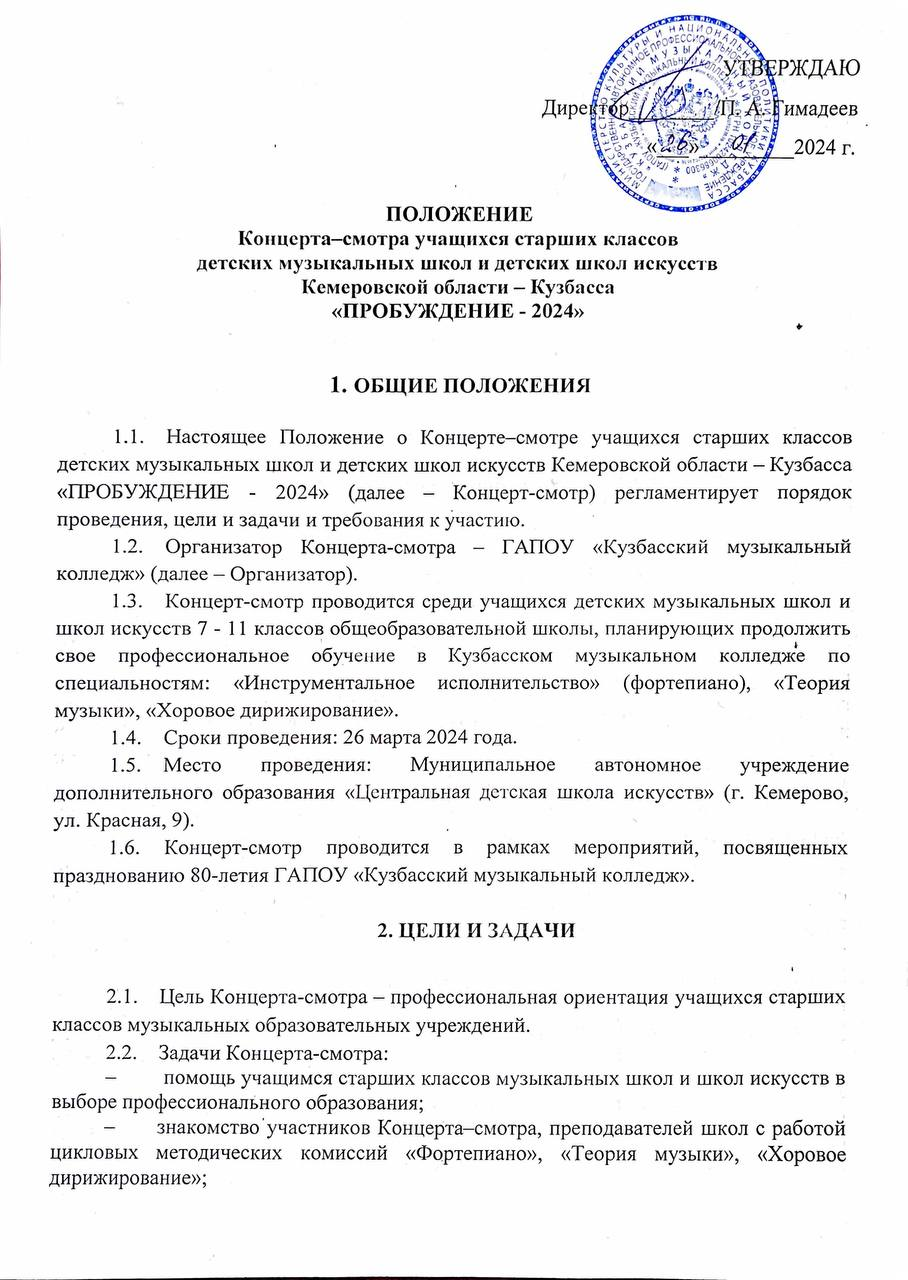 УТВЕРЖДАЮ
Директор П. А. Гимадеев
«26» 01 2024 г.
ПОЛОЖЕНИЕ
Концерта–смотра учащихся старших классов
детских музыкальных школ и детских школ искусств
Кемеровской области – Кузбасса
«ПРОБУЖДЕНИЕ - 2024»
1. ОБЩИЕ ПОЛОЖЕНИЯ
1.1. Настоящее Положение о Концерте–смотре учащихся старших классов
детских музыкальных школ и детских школ искусств Кемеровской области – Кузбасса
«ПРОБУЖДЕНИЕ - 2024» (далее – Концерт-смотр) регламентирует порядок
проведения, цели и задачи и требования к участию.
1.2. Организатор Концерта-смотра – ГАПОУ «Кузбасский музыкальный
колледж» (далее – Организатор).
1.3. Концерт-смотр проводится среди учащихся детских музыкальных школ и
школ искусств 7 - 11 классов общеобразовательной школы, планирующих продолжить
свое профессиональное обучение в Кузбасском музыкальном колледже по
специальностям: «Инструментальное исполнительство» (фортепиано), «Теория
музыки», «Хоровое дирижирование».
1.4. Сроки проведения: 26 марта 2024 года.
1.5. Место проведения: Муниципальное автономное учреждение
дополнительного образования «Центральная детская школа искусств» (г. Кемерово,
ул. Красная, 9).
1.6. Концерт-смотр проводится в рамках мероприятий, посвященных
празднованию 80-летия ГАПОУ «Кузбасский музыкальный колледж».
2. ЦЕЛИ И ЗАДАЧИ
2.1. Цель Концерта-смотра – профессиональная ориентация учащихся старших
классов музыкальных образовательных учреждений.
2.2. Задачи Концерта-смотра:
– помощь учащимся старших классов музыкальных школ и школ искусств в
выборе профессионального образования;
– знакомство участников Концерта–смотра, преподавателей школ с работой
цикловых методических комиссий «Фортепиано», «Теория музыки», «Хоровое
дирижирование»;